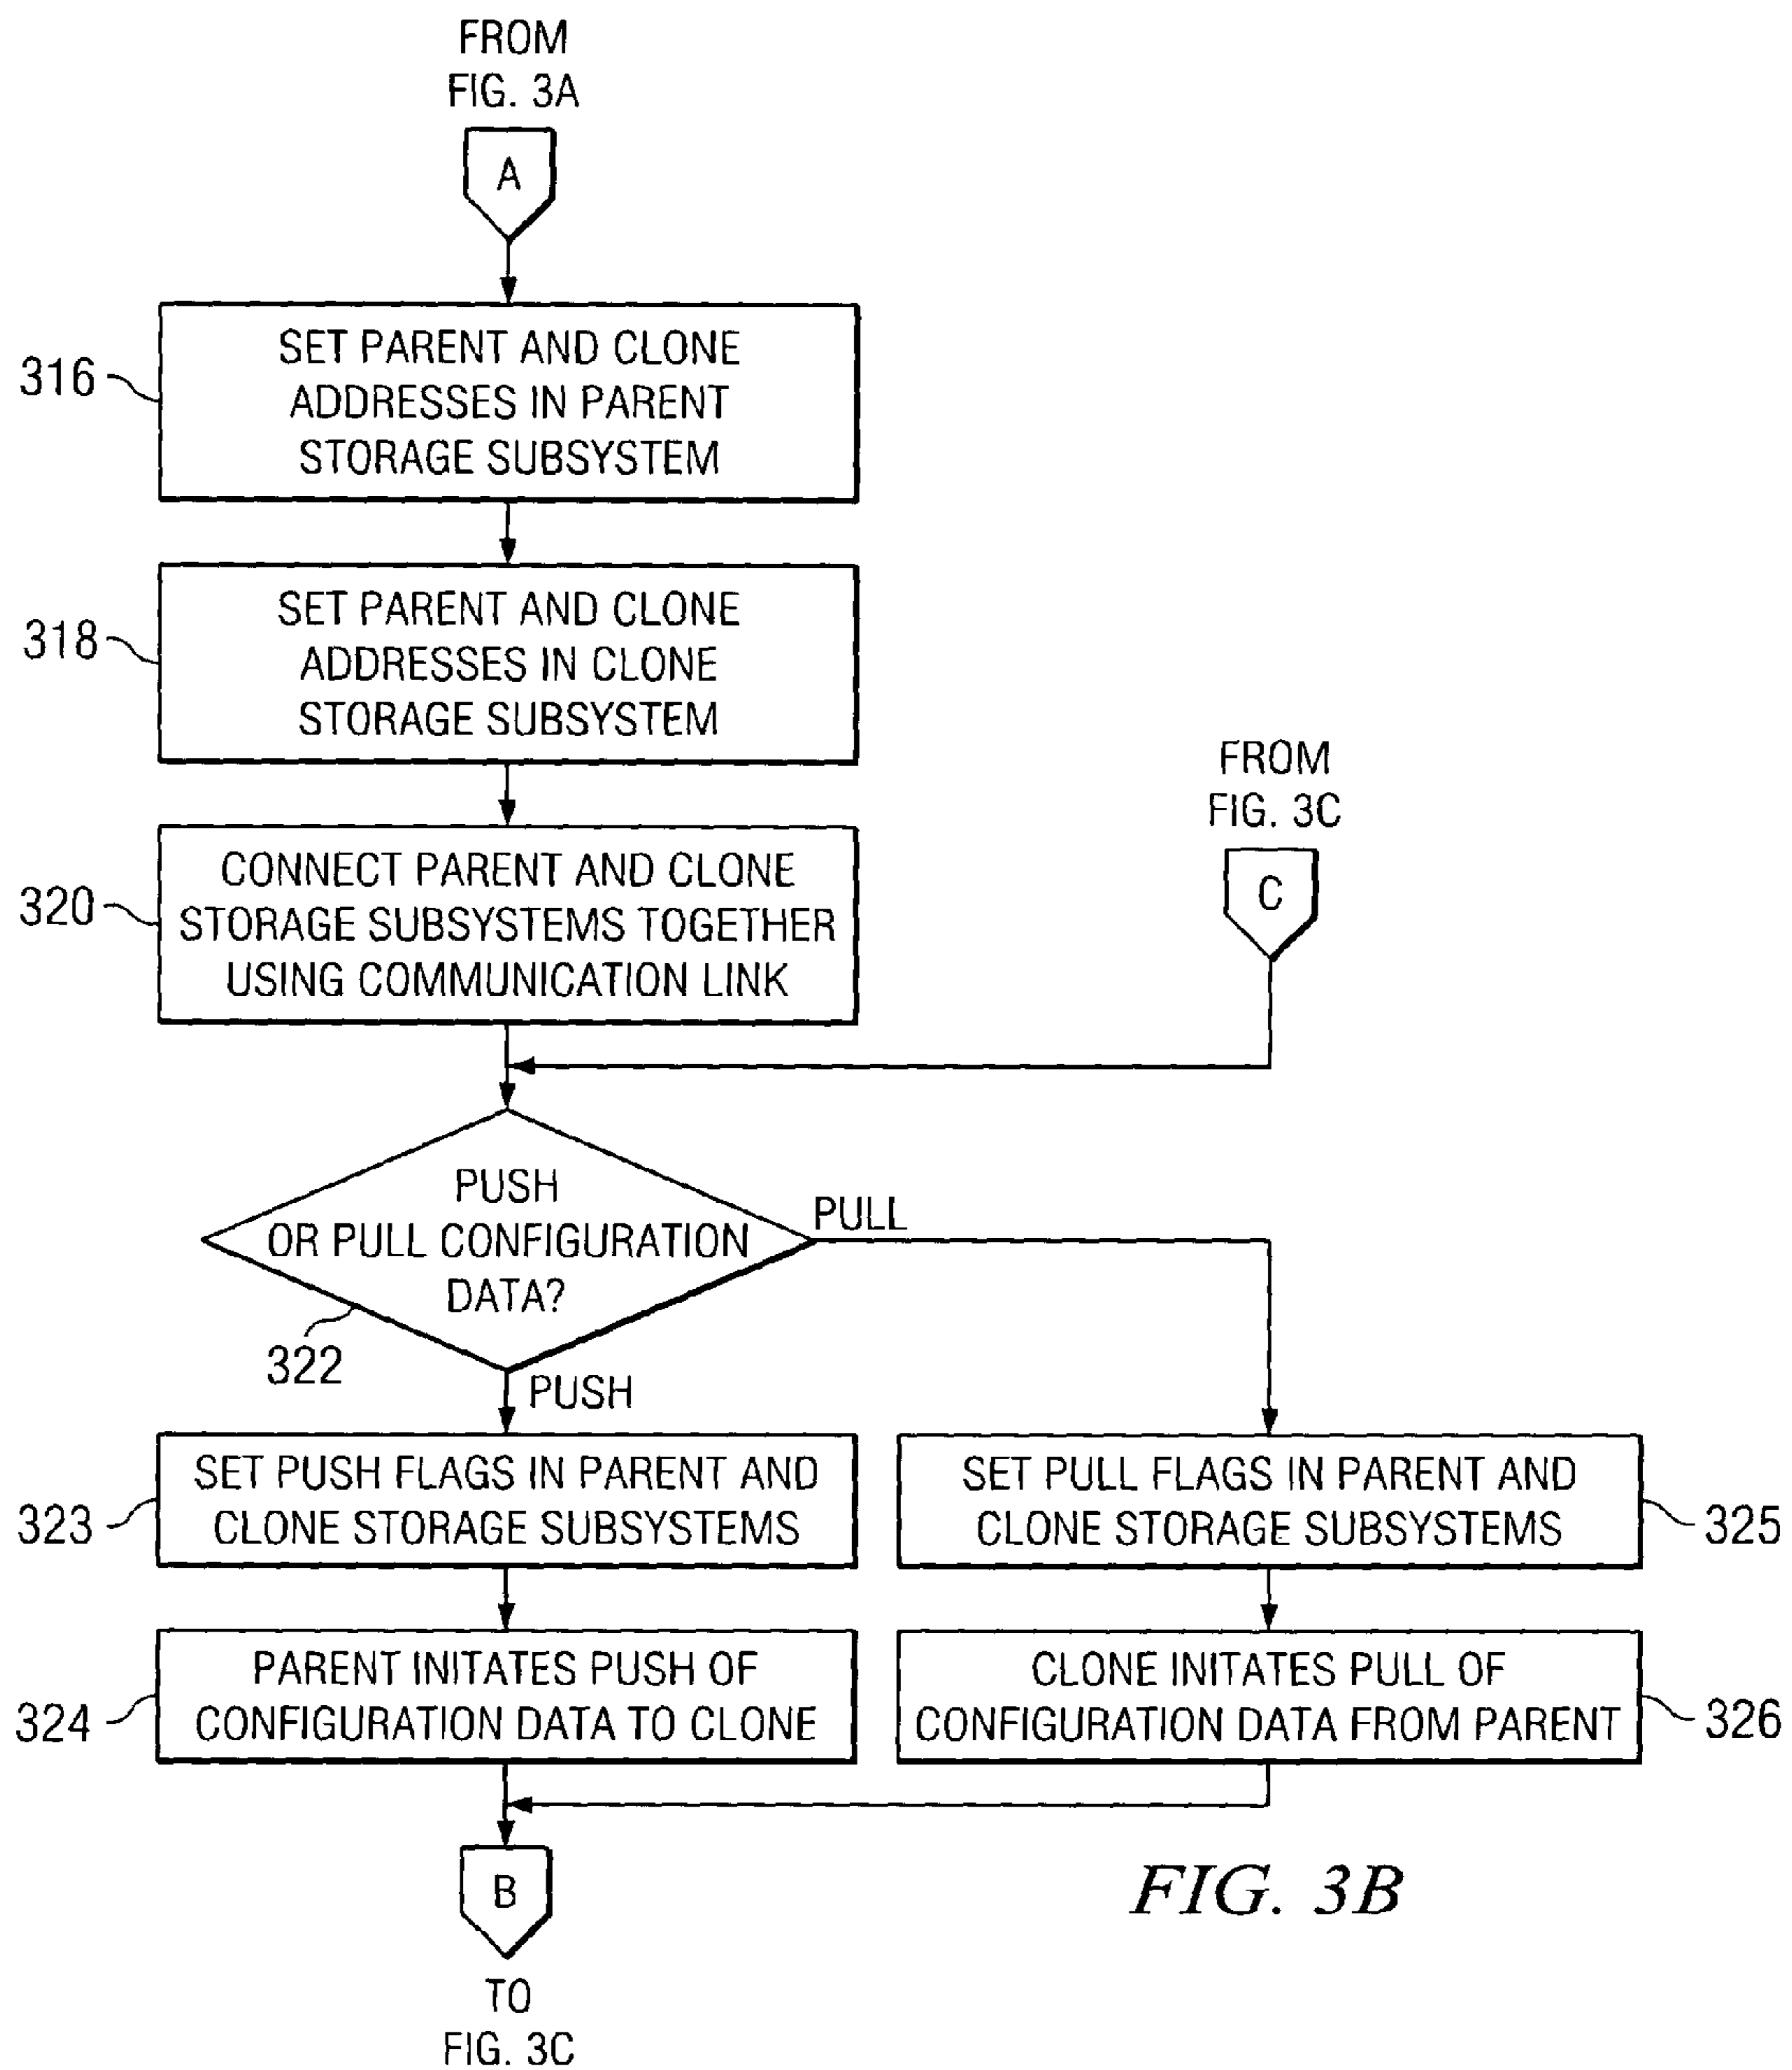 FROM
FIG. 3A
A
316
SET PARENT AND CLONE
ADDRESSES IN PARENT
STORAGE SUBSYSTEM
318
SET PARENT AND CLONE
ADDRESSES IN CLONE
STORAGE SUBSYSTEM
FROM
FIG. 3C
C
320
CONNECT PARENT AND CLONE
STORAGE SUBSYSTEMS TOGETHER
USING COMMUNICATION LINK
PUSH
OR PULL CONFIGURATION
DATA?
322
PULL
PUSH
323
SET PUSH FLAGS IN PARENT AND
CLONE STORAGE SUBSYSTEMS
SET PULL FLAGS IN PARENT AND
CLONE STORAGE SUBSYSTEMS
325
324
PARENT INITATES PUSH OF
CONFIGURATION DATA TO CLONE
CLONE INITATES PULL OF
CONFIGURATION DATA FROM PARENT
326
B
TO
FIG. 3C
FIG. 3B